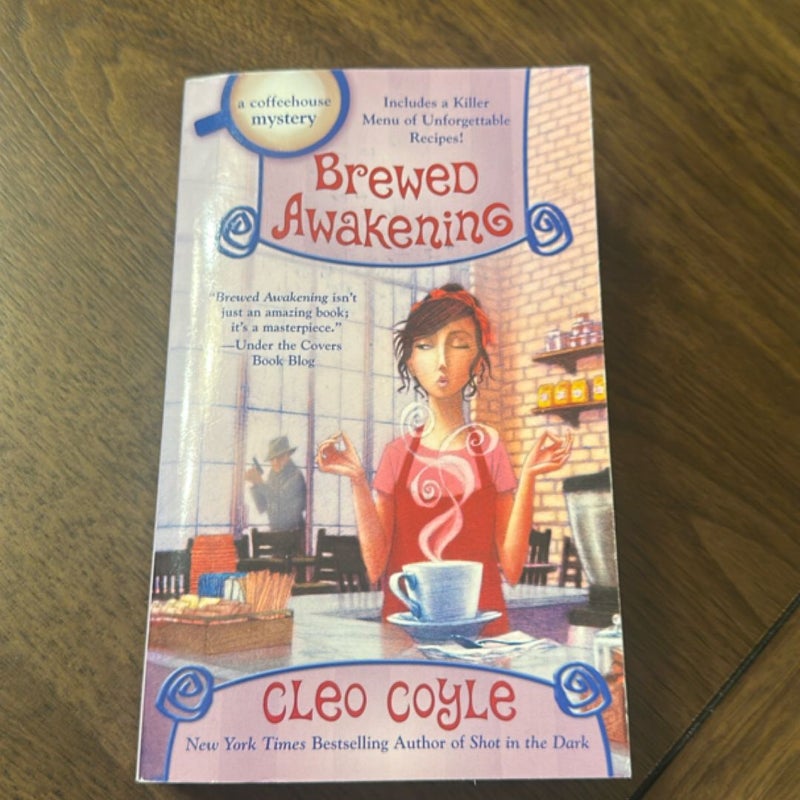 a coffeehouse
mystery
Includes a Killer
Menu of Unforgettable
Recipes!
Brewed
Awakening
"Brewed Awakening isn't
just an amazing book;
it's a masterpiece."
—Under the Covers
Book Blog
Cleo Coyle
New York Times Bestselling Author of Shot in the Dark